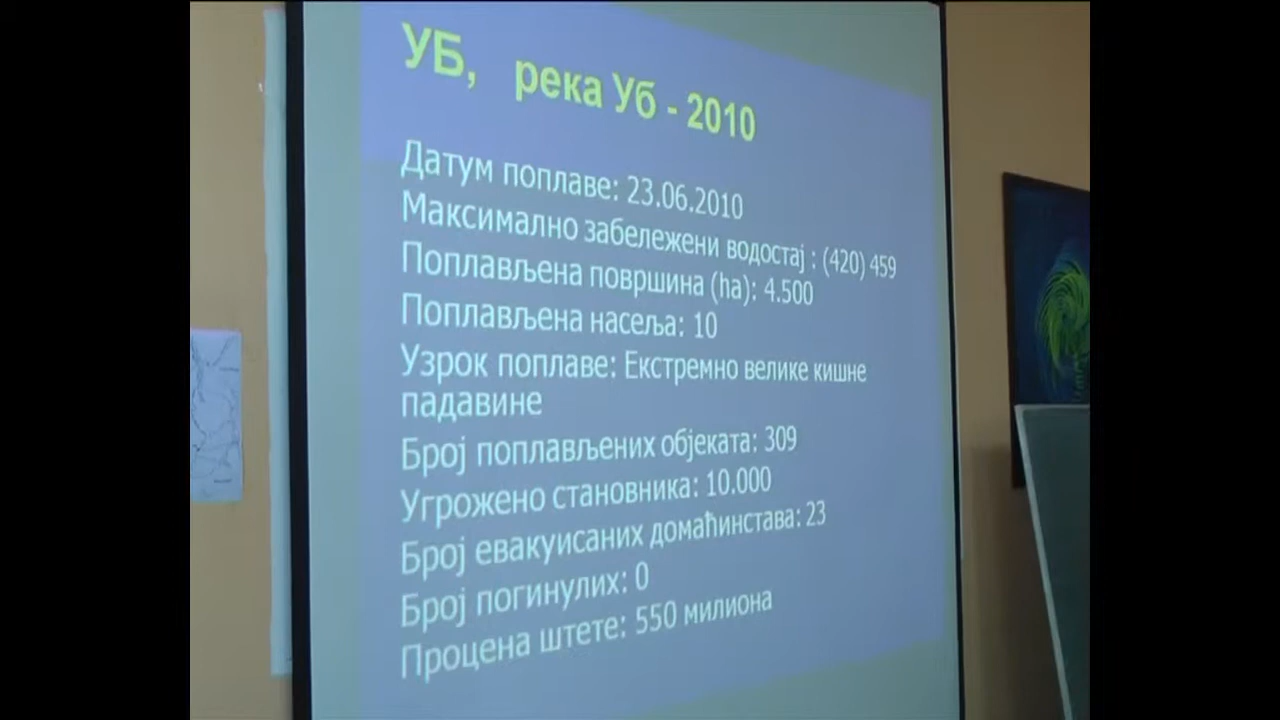 УБ, река Уб - 2010
Датум поплаве: 23.06.2010
Максимално забележени водостај : (420) 459
Поплављена површина (ha): 4.500
Поплављена насеља: 10
Узрок поплаве: Екстремно велике кишне
падавине
Број поплављених објеката: 309
Угрожено становника: 10.000
Број евакуисаних домаћинстава: 23
Број погинулих: 0
Процена штете: 550 милиона